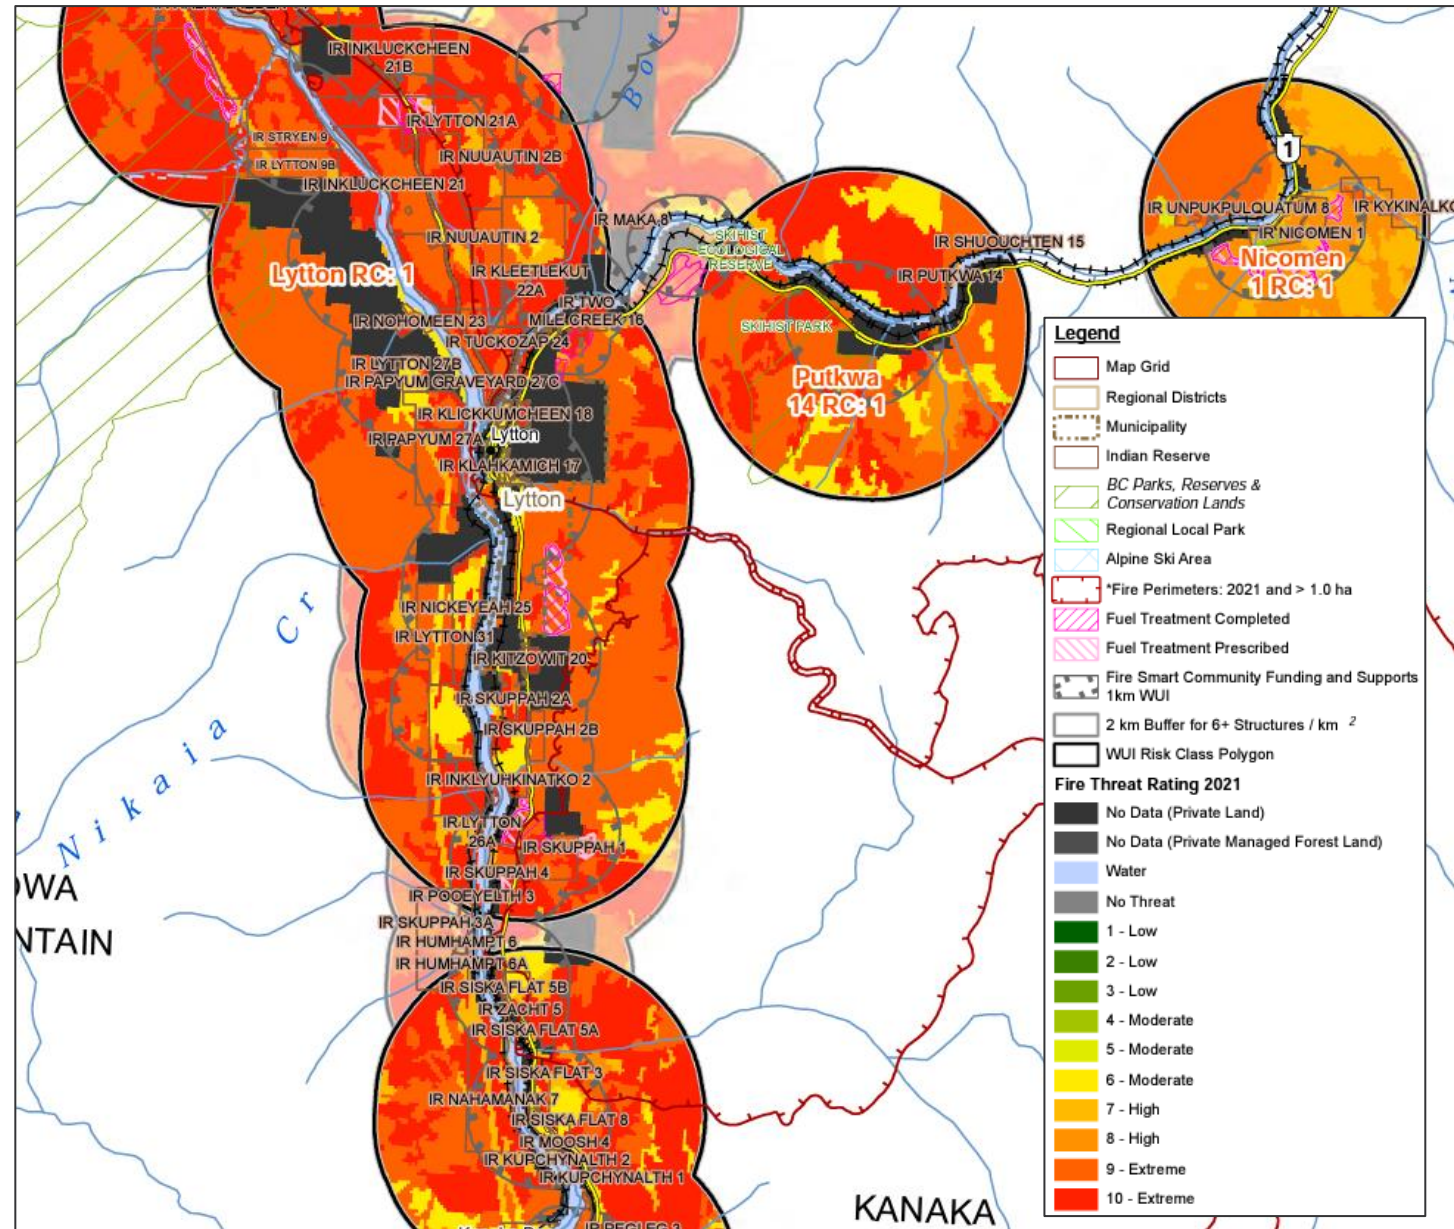 IR INKLUCKCHEEN
21B
Bot
IR LYTTON 21A
IR STRYEN 9
IR NUUAUTIN 2B
IR LYTTON 9B
IR INKLUCKCHEEN 21
1
IR MAKA 8
IR UNPUKPULQUATUM 8
IR KYKINALKO
IR NUUAUTIN 2
SKIHIST
ECOLOGICAL
RESERVE
IR SHUOUCHTEN 15
IR NICOMEN 1
Lytton RC: 1
IR KLEETLEKUT
22A
IR PUTKWA 14
Nicomen
1 RC: 1
IR TWO
MILE CREEK 16
IR NOHOMEEN 23
SKIHIST PARK
IR TUCKOZAP 24
IR LYTTON 27B
IR PAPYUM GRAVEYARD 27C
Putkwa
14 RC: 1
IR KLICKKUMCHEEN 18
IR PAPYUM 27A
Lytton
IR KLAHKAMICH 17
Lytton
IR NICKEYEAH 25
IR LYTTON 31
IR KITZOWIT 20
IR SKUPPAH 2A
IR SKUPPAH 2B
Nikaia Cr
IR INKLYUHKINATKO 2
IR LYTTON
26A
IR SKUPPAH 1
IR SKUPPAH 4
OWA
NTAIN
IR POOEYELTH 3
IR SKUPPAH 3A
IR HUMHAMPT 6
IR HUMHAMPT 6A
IR SISKA FLAT 5B
IR ZACHT 5
IR SISKA FLAT 5A
IR SISKA FLAT 3
IR NAHAMANAK 7
IR SISKA FLAT 8
IR MOOSH 4
IR KUPCHYNALTH 2
IR KUPCHYNALTH 1
KANAKA
Legend
Map Grid
Regional Districts
Municipality
Indian Reserve
BC Parks, Reserves &
Conservation Lands
Regional Local Park
Alpine Ski Area
*Fire Perimeters: 2021 and > 1.0 ha
Fuel Treatment Completed
Fuel Treatment Prescribed
Fire Smart Community Funding and Supports
1km WUI
2 km Buffer for 6+ Structures / km 2
WUI Risk Class Polygon
Fire Threat Rating 2021
No Data (Private Land)
No Data (Private Managed Forest Land)
Water
No Threat
1 - Low
2 - Low
3 - Low
4 - Moderate
5 - Moderate
6 - Moderate
7 - High
8 - High
9 - Extreme
10 - Extreme